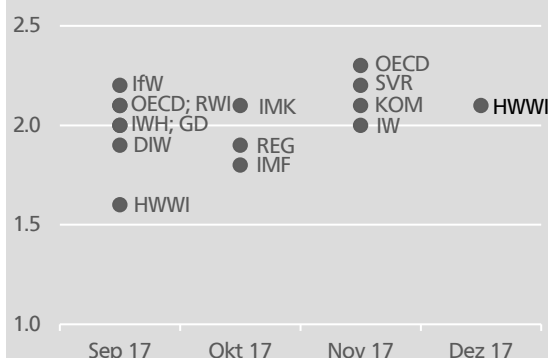 2.5
OECD
IfW
SVR
OECD; RWI
IMK
KOM
HWWI
2.0
IWH; GD
IW
DIW
REG
IMF
HWWI
1.5
1.0
Sep 17
Okt 17
Nov 17
Dez 17